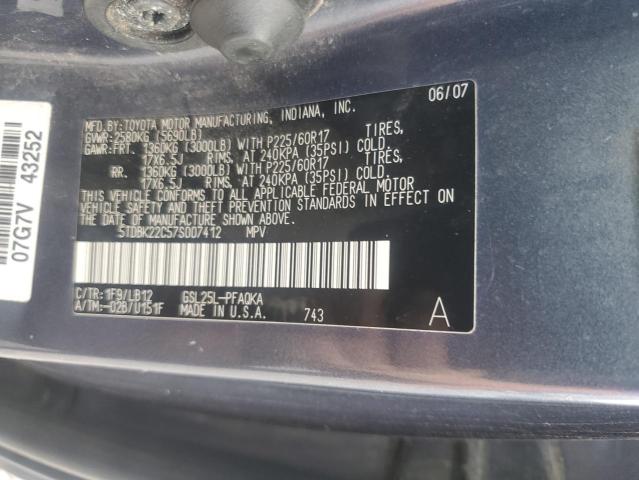 MFD.BY:TOYOTA MOTOR MANUFACTURING, INDIANA, INC. 06/07
GVWR:2580KG (5690LB)
GAWR:FRT. 1360KG (3000LB) WITH P225/60R17 TIRES,
17X6.5J RIMS, AT 240KPA (35PSI) COLD.
RR. 1360KG (3000LB) WITH P225/60R17 TIRES,
17X6.5J RIMS, AT 240KPA (35PSI) COLD.
THIS VEHICLE CONFORMS TO ALL APPLICABLE FEDERAL MOTOR
VEHICLE SAFETY AND THEFT PREVENTION STANDARDS IN EFFECT
ON THE DATE OF MANUFACTURE SHOWN ABOVE.
5TDBK22C57S007412 MPV
C/TR:1F9/LB12 GSL25L-PFAQKA
A/TM:-02B/U151F MADE IN U.S.A. 743 A
07G7V 43252